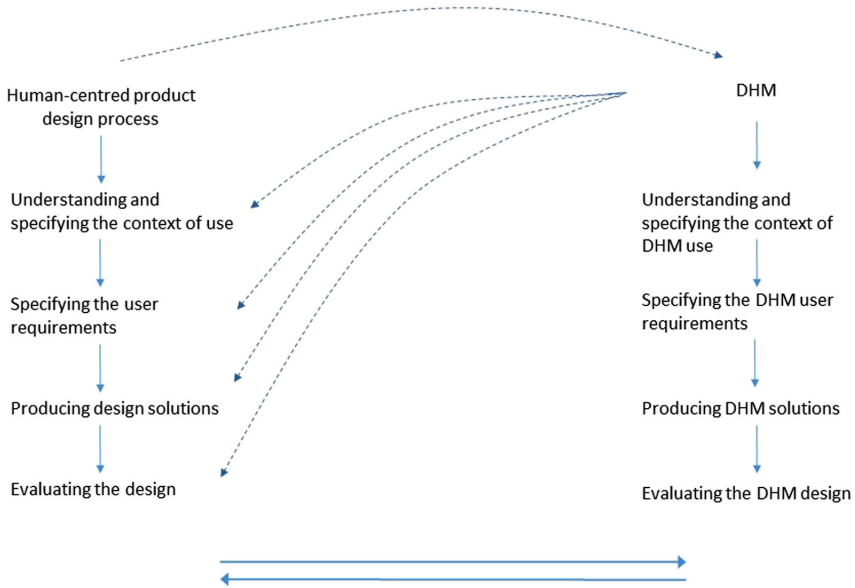 Human-centred product
design process
Understanding and
specifying the context of use
Specifying the user
requirements
Producing design solutions
Evaluating the design
DHM
Understanding and
specifying the context of
DHM use
Specifying the DHM user
requirements
Producing DHM solutions
Evaluating the DHM design